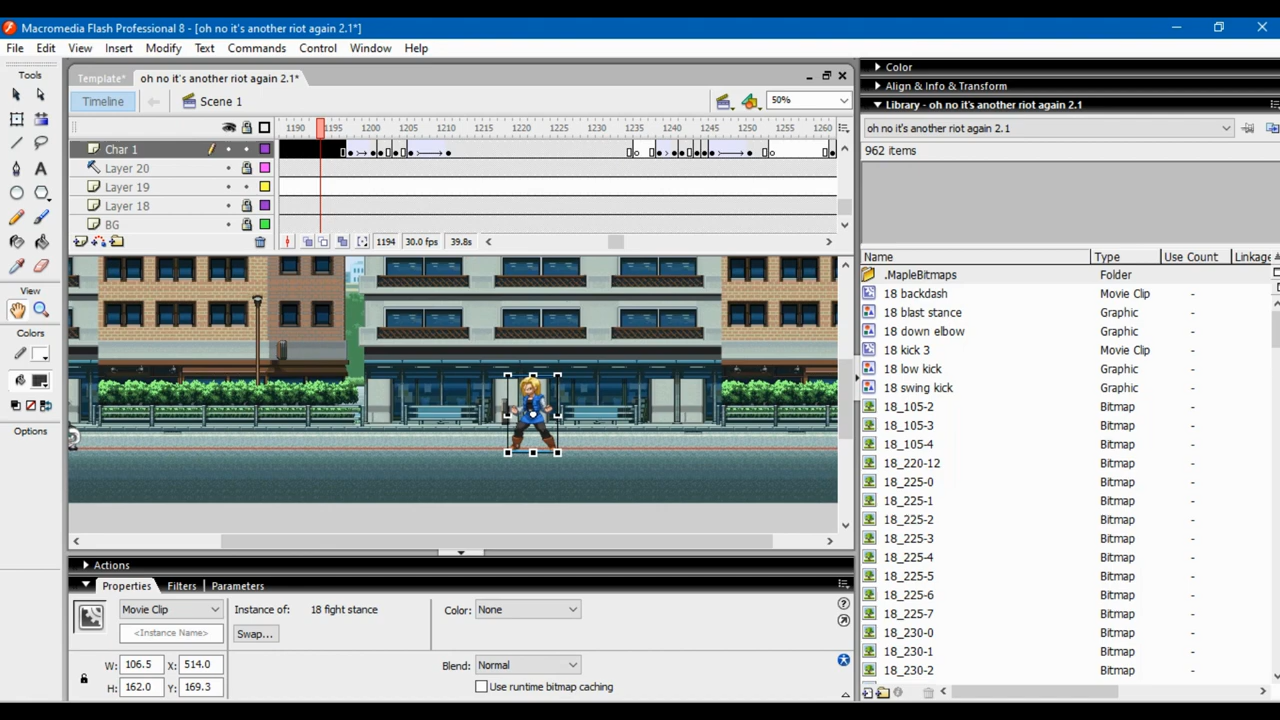 Macromedia Flash Professional 8 - [oh no it's another riot again 2.1*]
File Edit View Insert Modify Text Commands Control Window Help
Tools
Template* oh no it's another riot again 2.1*
Timeline Scene 1 50%
1190 1195 1200 1205 1210 1215 1220 1225 1230 1235 1240 1245 1250 1255 1260
Char 1
Layer 20
Layer 19
Layer 18
BG
1194 30.0 fps 39.8s
View
Colors
Options
Color
Align & Info & Transform
Library - oh no it's another riot again 2.1
oh no it's another riot again 2.1
962 items
Name Type Use Count Linkage
.MapleBitmaps Folder
18 backdash Movie Clip -
18 blast stance Graphic -
18 down elbow Graphic -
18 kick 3 Movie Clip -
18 low kick Graphic -
18 swing kick Graphic -
18_105-2 Bitmap -
18_105-3 Bitmap -
18_105-4 Bitmap -
18_220-12 Bitmap -
18_225-0 Bitmap -
18_225-1 Bitmap -
18_225-2 Bitmap -
18_225-3 Bitmap -
18_225-4 Bitmap -
18_225-5 Bitmap -
18_225-6 Bitmap -
18_225-7 Bitmap -
18_230-0 Bitmap -
18_230-1 Bitmap -
18_230-2 Bitmap -
Actions
Properties Filters Parameters
Movie Clip Instance of: 18 fight stance Color: None
<Instance Name> Swap...
W: 106.5 X: 514.0 Blend: Normal
H: 162.0 Y: 169.3 Use runtime bitmap caching